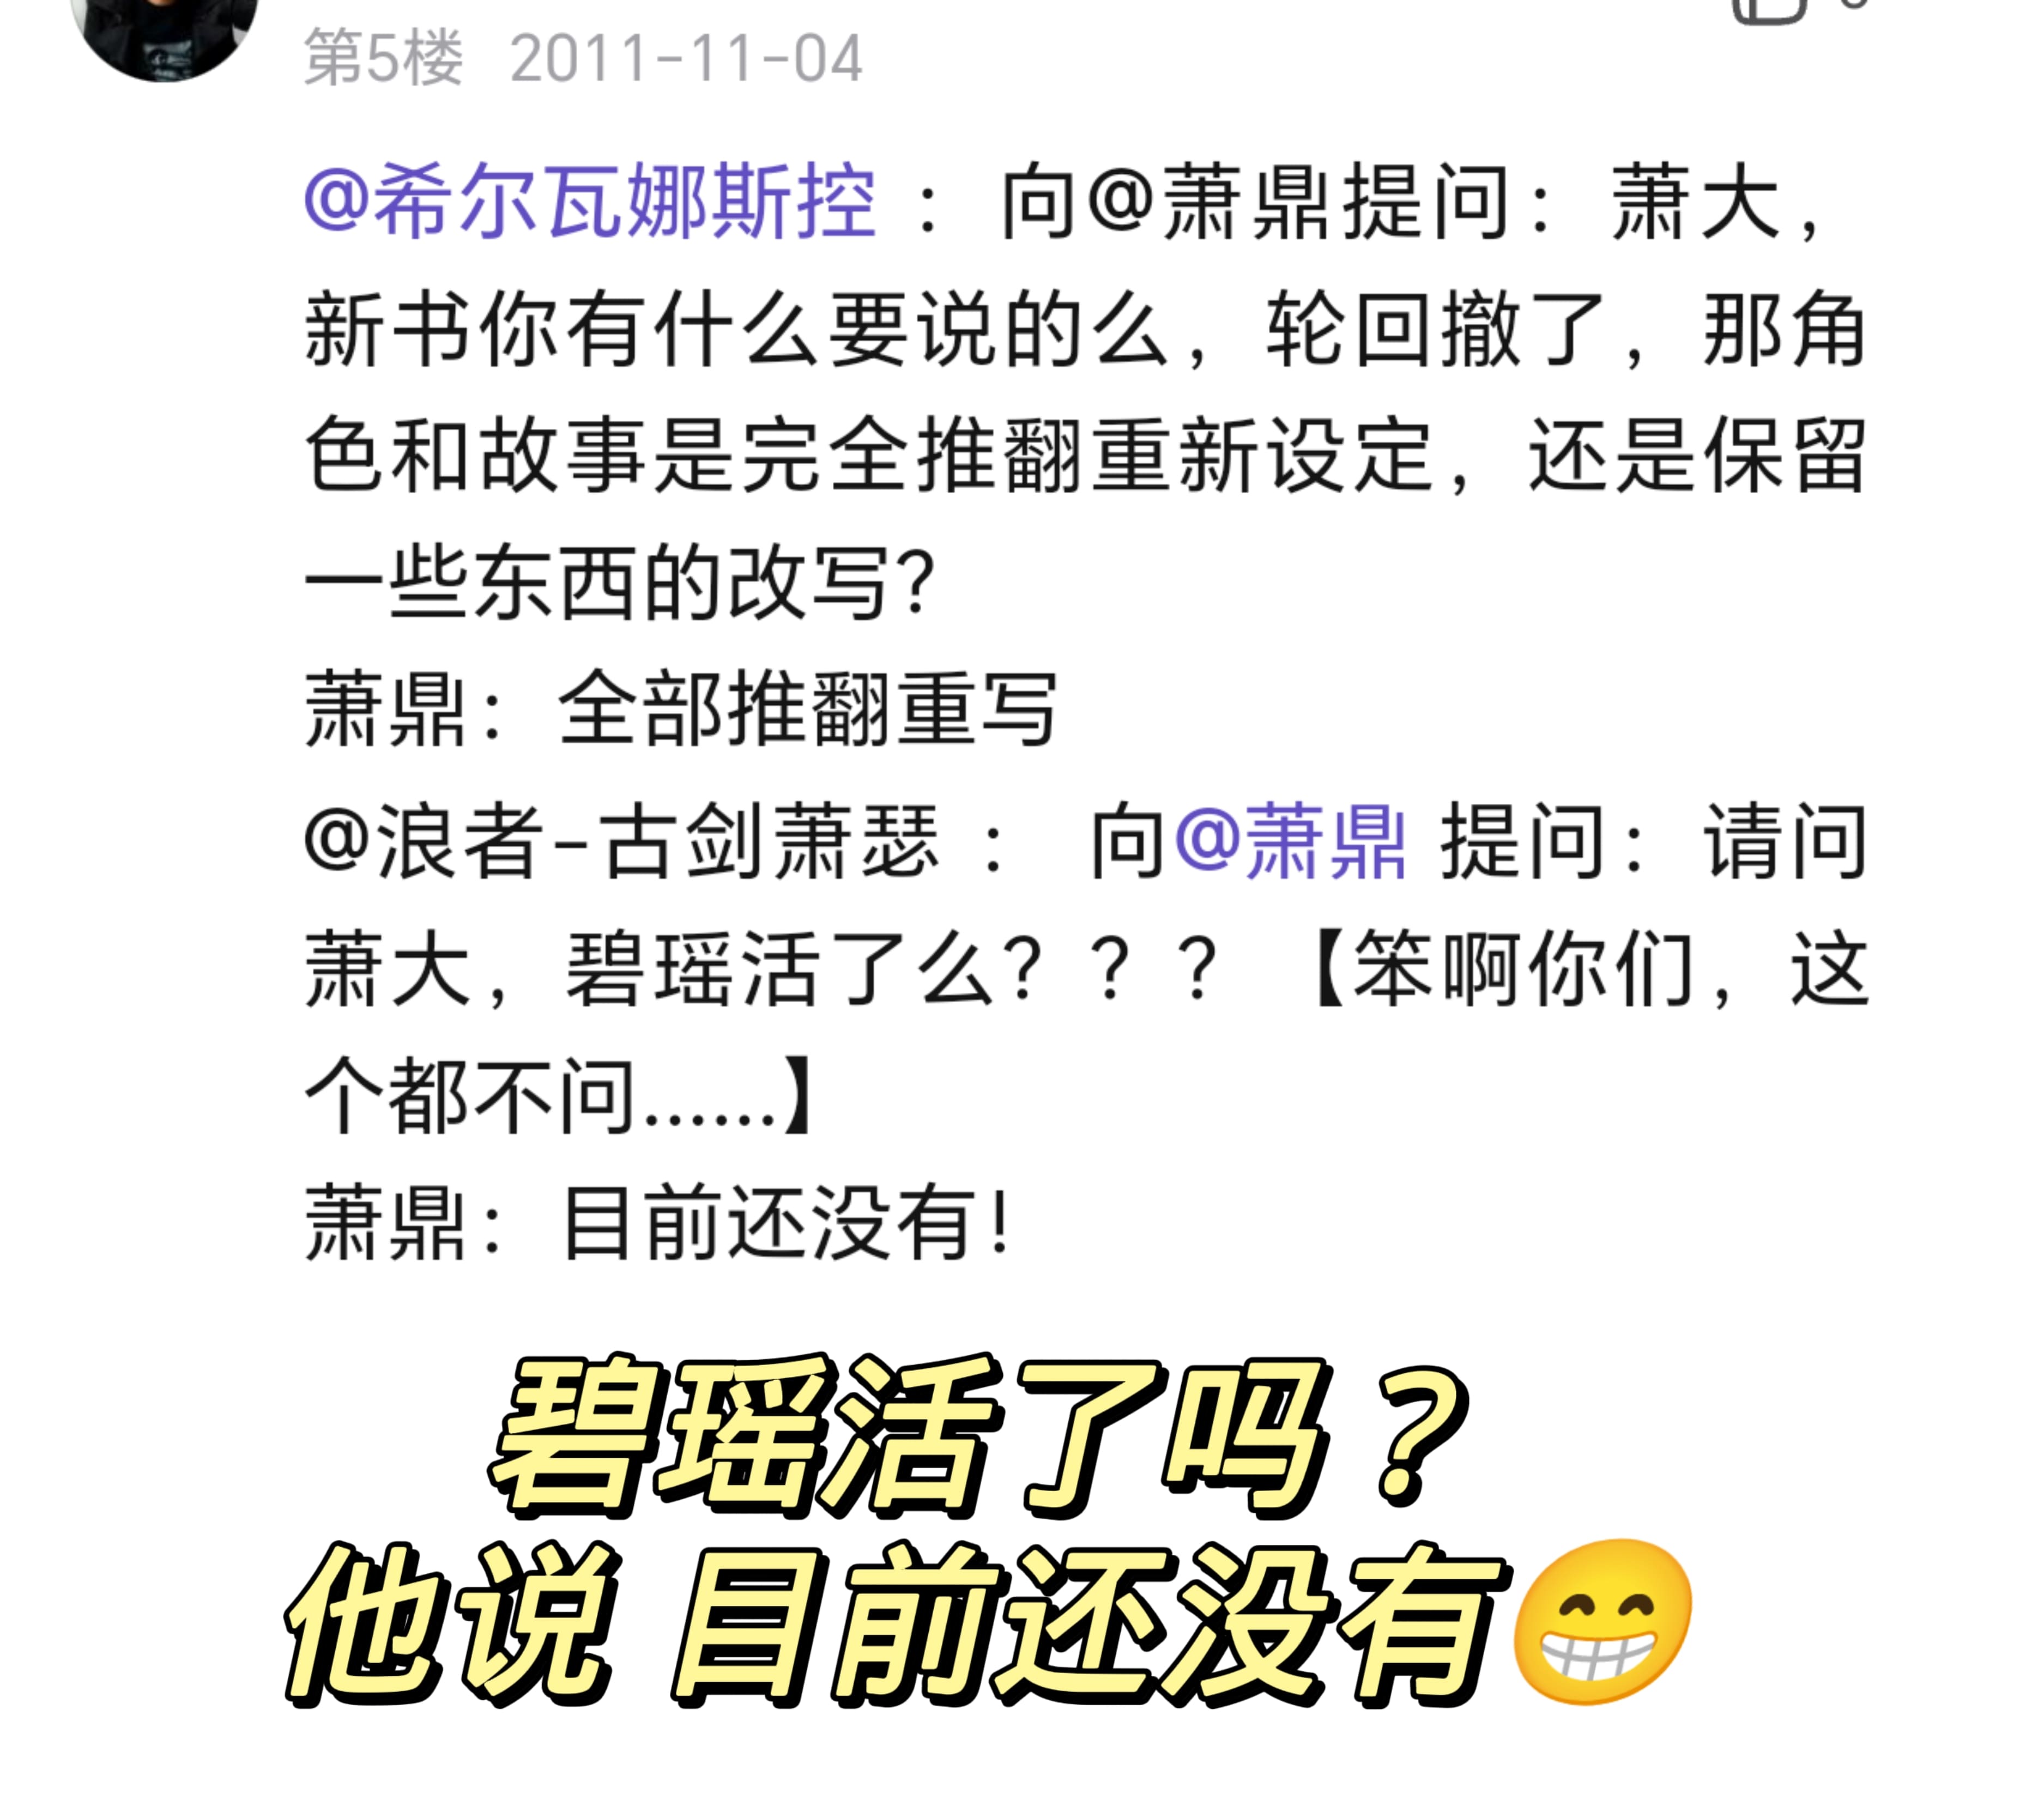 第5楼 2011-11-04
@希尔瓦娜斯控 ：向@萧鼎提问：萧大，
新书你有什么要说的么，轮回撤了，那角
色和故事是完全推翻重新设定，还是保留
一些东西的改写？
萧鼎：全部推翻重写
@浪者-古剑萧瑟 ： 向@萧鼎 提问：请问
萧大，碧瑶活了么？？？【笨啊你们，这
个都不问......】
萧鼎：目前还没有！
碧瑶活了吗？
他说 目前还没有😁